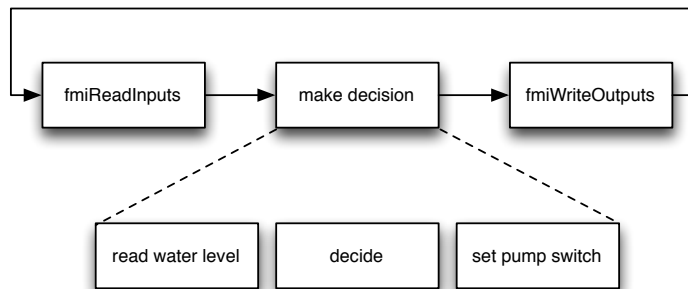 fmiReadInputs
make decision
fmiWriteOutputs
read water level
decide
set pump switch